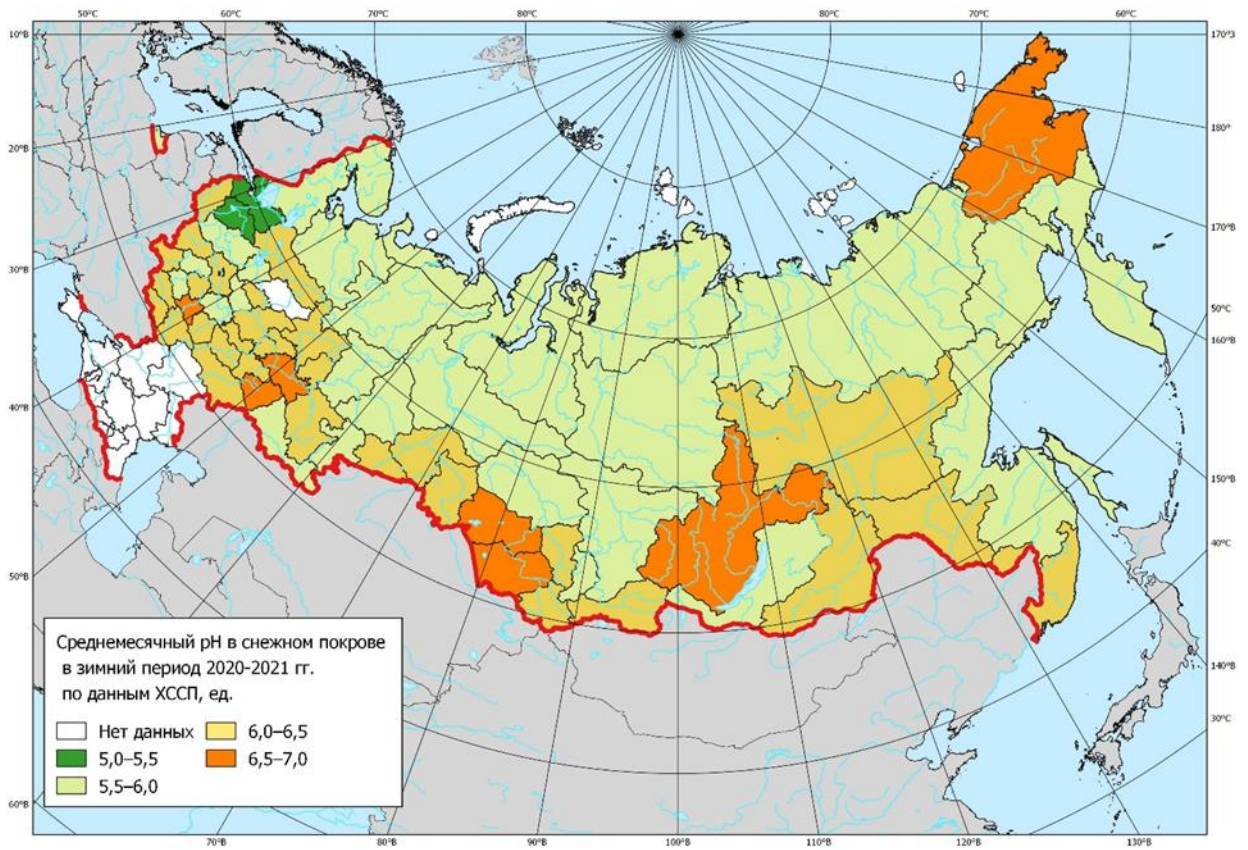 50°С
60°С
70°С
80°С
80°С
70°С
60°С
10°В
170°З
20°В
180°
30°В
170°В
50°С
160°В
40°В
150°В
40°С
50°В
140°В
30°С
60°В
70°В
80°В
90°В
100°В
110°В
120°В
130°В
Среднемесячный рН в снежном покрове
в зимний период 2020-2021 гг.
по данным ХССП, ед.
Нет данных
6,0–6,5
5,0–5,5
6,5–7,0
5,5–6,0